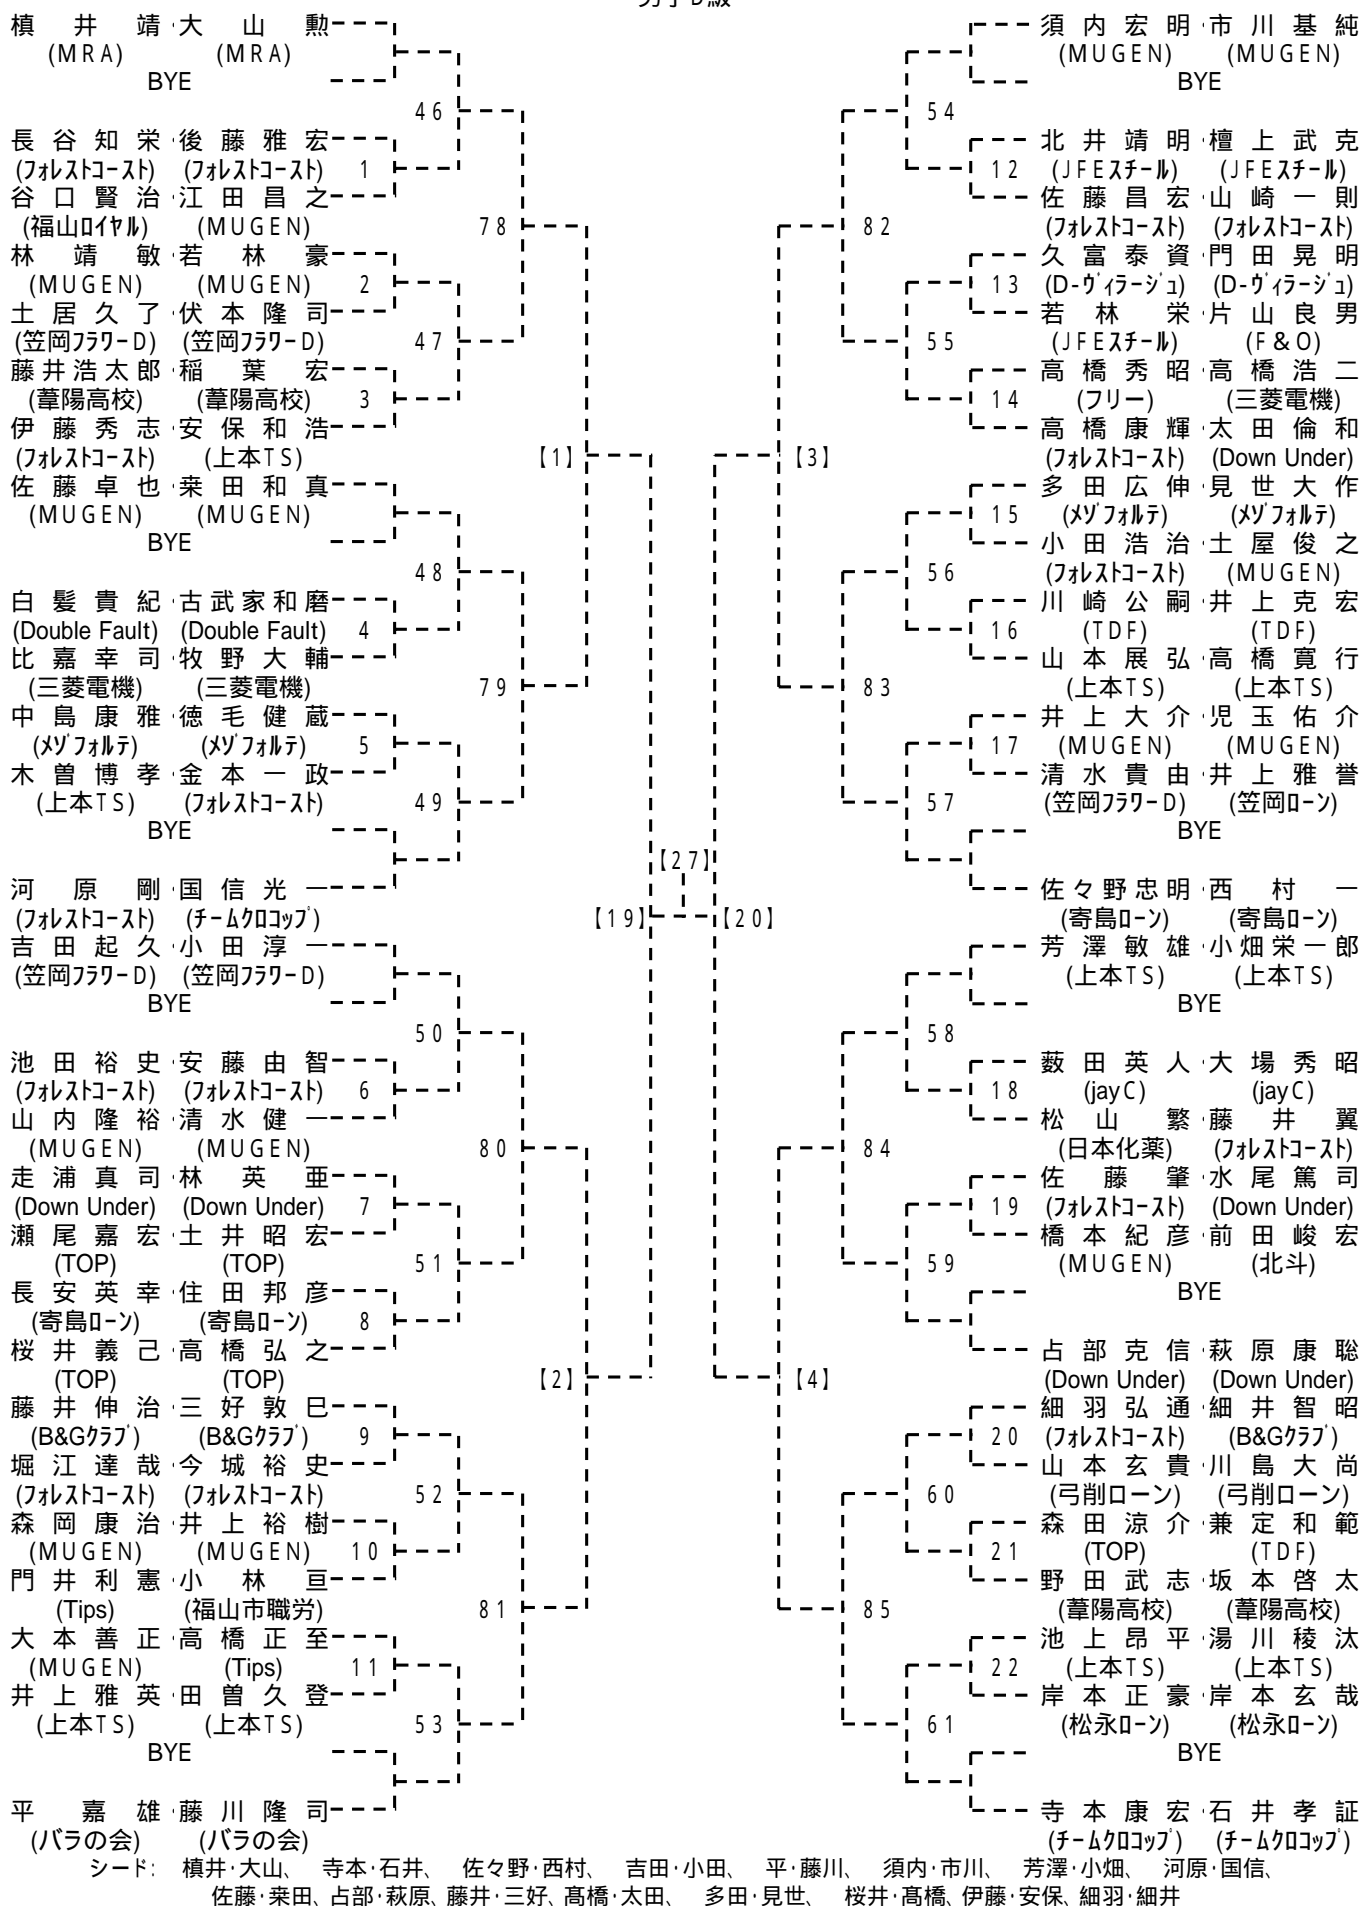 槙井靖・大山勲
(MRA) (MRA)
BYE
46
長谷知栄・後藤雅宏
(フォレストコースト) (フォレストコースト) 1
谷口賢治・江田昌之
(福山ロイヤル) (MUGEN) 78
林靖敏・若林豪
(MUGEN) (MUGEN) 2
土居久了・伏本隆司
(笠岡フラワーD) (笠岡フラワーD) 47
藤井浩太郎・稲葉宏
(葦陽高校) (葦陽高校) 3
伊藤秀志・安保和浩
(フォレストコースト) (上本TS) 【1】
佐藤卓也・来田和真
(MUGEN) (MUGEN)
BYE
48
白髪貴紀・古武家和磨
(Double Fault) (Double Fault) 4
比嘉幸司・牧野大輔
(三菱電機) (三菱電機) 79
中島康雅・徳毛健蔵
(メゾフォルテ) (メゾフォルテ) 5
木曽博孝・金本一政
(上本TS) (フォレストコースト) 49
BYE
河原剛・国信光一
(フォレストコースト) (チームクロコップ) 【19】
吉田起久・小田淳一
(笠岡フラワーD) (笠岡フラワーD)
BYE
50
池田裕史・安藤由智
(フォレストコースト) (フォレストコースト) 6
山内隆裕・清水健一
(MUGEN) (MUGEN) 80
走浦真司・林英亜
(Down Under) (Down Under) 7
瀬尾嘉宏・土井昭宏
(TOP) (TOP) 51
長安英幸・住田邦彦
(寄島ローン) (寄島ローン) 8
桜井義己・高橋弘之
(TOP) (TOP) 【2】
藤井伸治・三好敦巳
(B&Gクラブ) (B&Gクラブ) 9
堀江達哉・今城裕史
(フォレストコースト) (フォレストコースト) 52
森岡康治・井上裕樹
(MUGEN) (MUGEN) 10
門井利憲・小林亘
(Tips) (福山市職労) 81
大本善正・高橋正至
(MUGEN) (Tips) 11
井上雅英・田曽久登
(上本TS) (上本TS) 53
BYE
平嘉雄・藤川隆司
(バラの会) (バラの会)
【27】
須内宏明・市川基純
(MUGEN) (MUGEN)
BYE
54
北井靖明・檀上武克
12 (JFEスチール) (JFEスチール)
佐藤昌宏・山崎一則
82 (フォレストコースト) (フォレストコースト)
久富泰資・門田晃明
13 (D-ヴィラージュ) (D-ヴィラージュ)
若林栄・片山良男
55 (JFEスチール) (F&O)
高橋秀昭・高橋浩二
14 (フリー) (三菱電機)
高橋康輝・太田倫和
【3】 (フォレストコースト) (Down Under)
多田広伸・見世大作
15 (メゾフォルテ) (メゾフォルテ)
小田浩治・土屋俊之
56 (フォレストコースト) (MUGEN)
川崎公嗣・井上克宏
16 (TDF) (TDF)
山本展弘・高橋寛行
83 (上本TS) (上本TS)
井上大介・児玉佑介
17 (MUGEN) (MUGEN)
清水貴由・井上雅誉
57 (笠岡フラワーD) (笠岡ローン)
BYE
佐々野忠明・西村一
【20】 (寄島ローン) (寄島ローン)
芳澤敏雄・小畑栄一郎
(上本TS) (上本TS)
BYE
58
薮田英人・大場秀昭
18 (jayC) (jayC)
松山繁・藤井翼
84 (日本化薬) (フォレストコースト)
佐藤肇・水尾篤司
19 (フォレストコースト) (Down Under)
橋本紀彦・前田峻宏
59 (MUGEN) (北斗)
BYE
占部克信・萩原康聡
【4】 (Down Under) (Down Under)
細羽弘通・細井智昭
20 (フォレストコースト) (B&Gクラブ)
山本玄貴・川島大尚
60 (弓削ローン) (弓削ローン)
森田涼介・兼定和範
21 (TOP) (TDF)
野田武志・坂本啓太
85 (葦陽高校) (葦陽高校)
池上昂平・湯川稜汰
22 (上本TS) (上本TS)
岸本正豪・岸本玄哉
61 (松永ローン) (松永ローン)
BYE
寺本康宏・石井孝証
(チームクロコップ) (チームクロコップ)
シード: 槙井・大山、 寺本・石井、 佐々野・西村、 吉田・小田、 平・藤川、 須内・市川、 芳澤・小畑、 河原・国信、
佐藤・来田、占部・萩原、藤井・三好、髙橋・太田、 多田・見世、 桜井・髙橋、伊藤・安保、細羽・細井